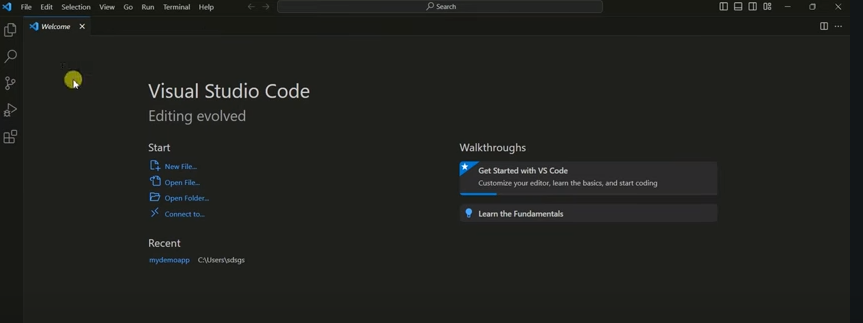 File Edit Selection View Go Run Terminal Help
Search
Welcome
Visual Studio Code
Editing evolved
Start
New File...
Open File...
Open Folder...
Connect to...
Recent
mydemoapp C:\Users\sdsgs
Walkthroughs
Get Started with VS Code
Customize your editor, learn the basics, and start coding
Learn the Fundamentals